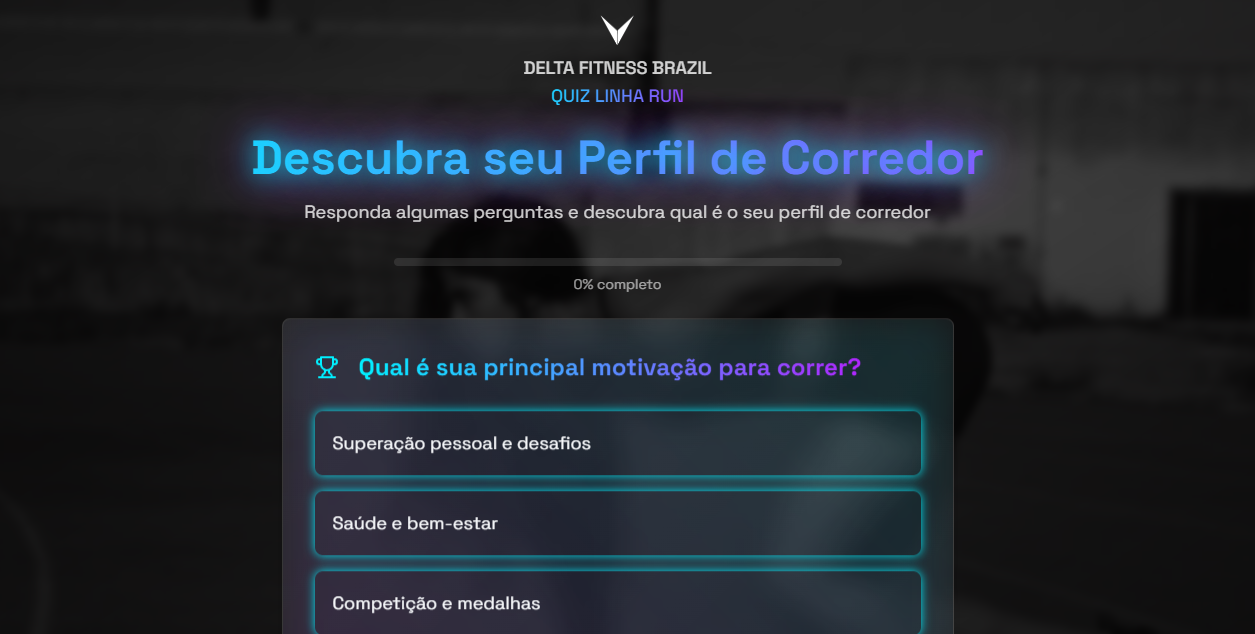 DELTA FITNESS BRAZIL
QUIZ LINHA RUN
Descubra seu Perfil de Corredor
Responda algumas perguntas e descubra qual é o seu perfil de corredor
0% completo
Qual é sua principal motivação para correr?
Superação pessoal e desafios
Saúde e bem-estar
Competição e medalhas